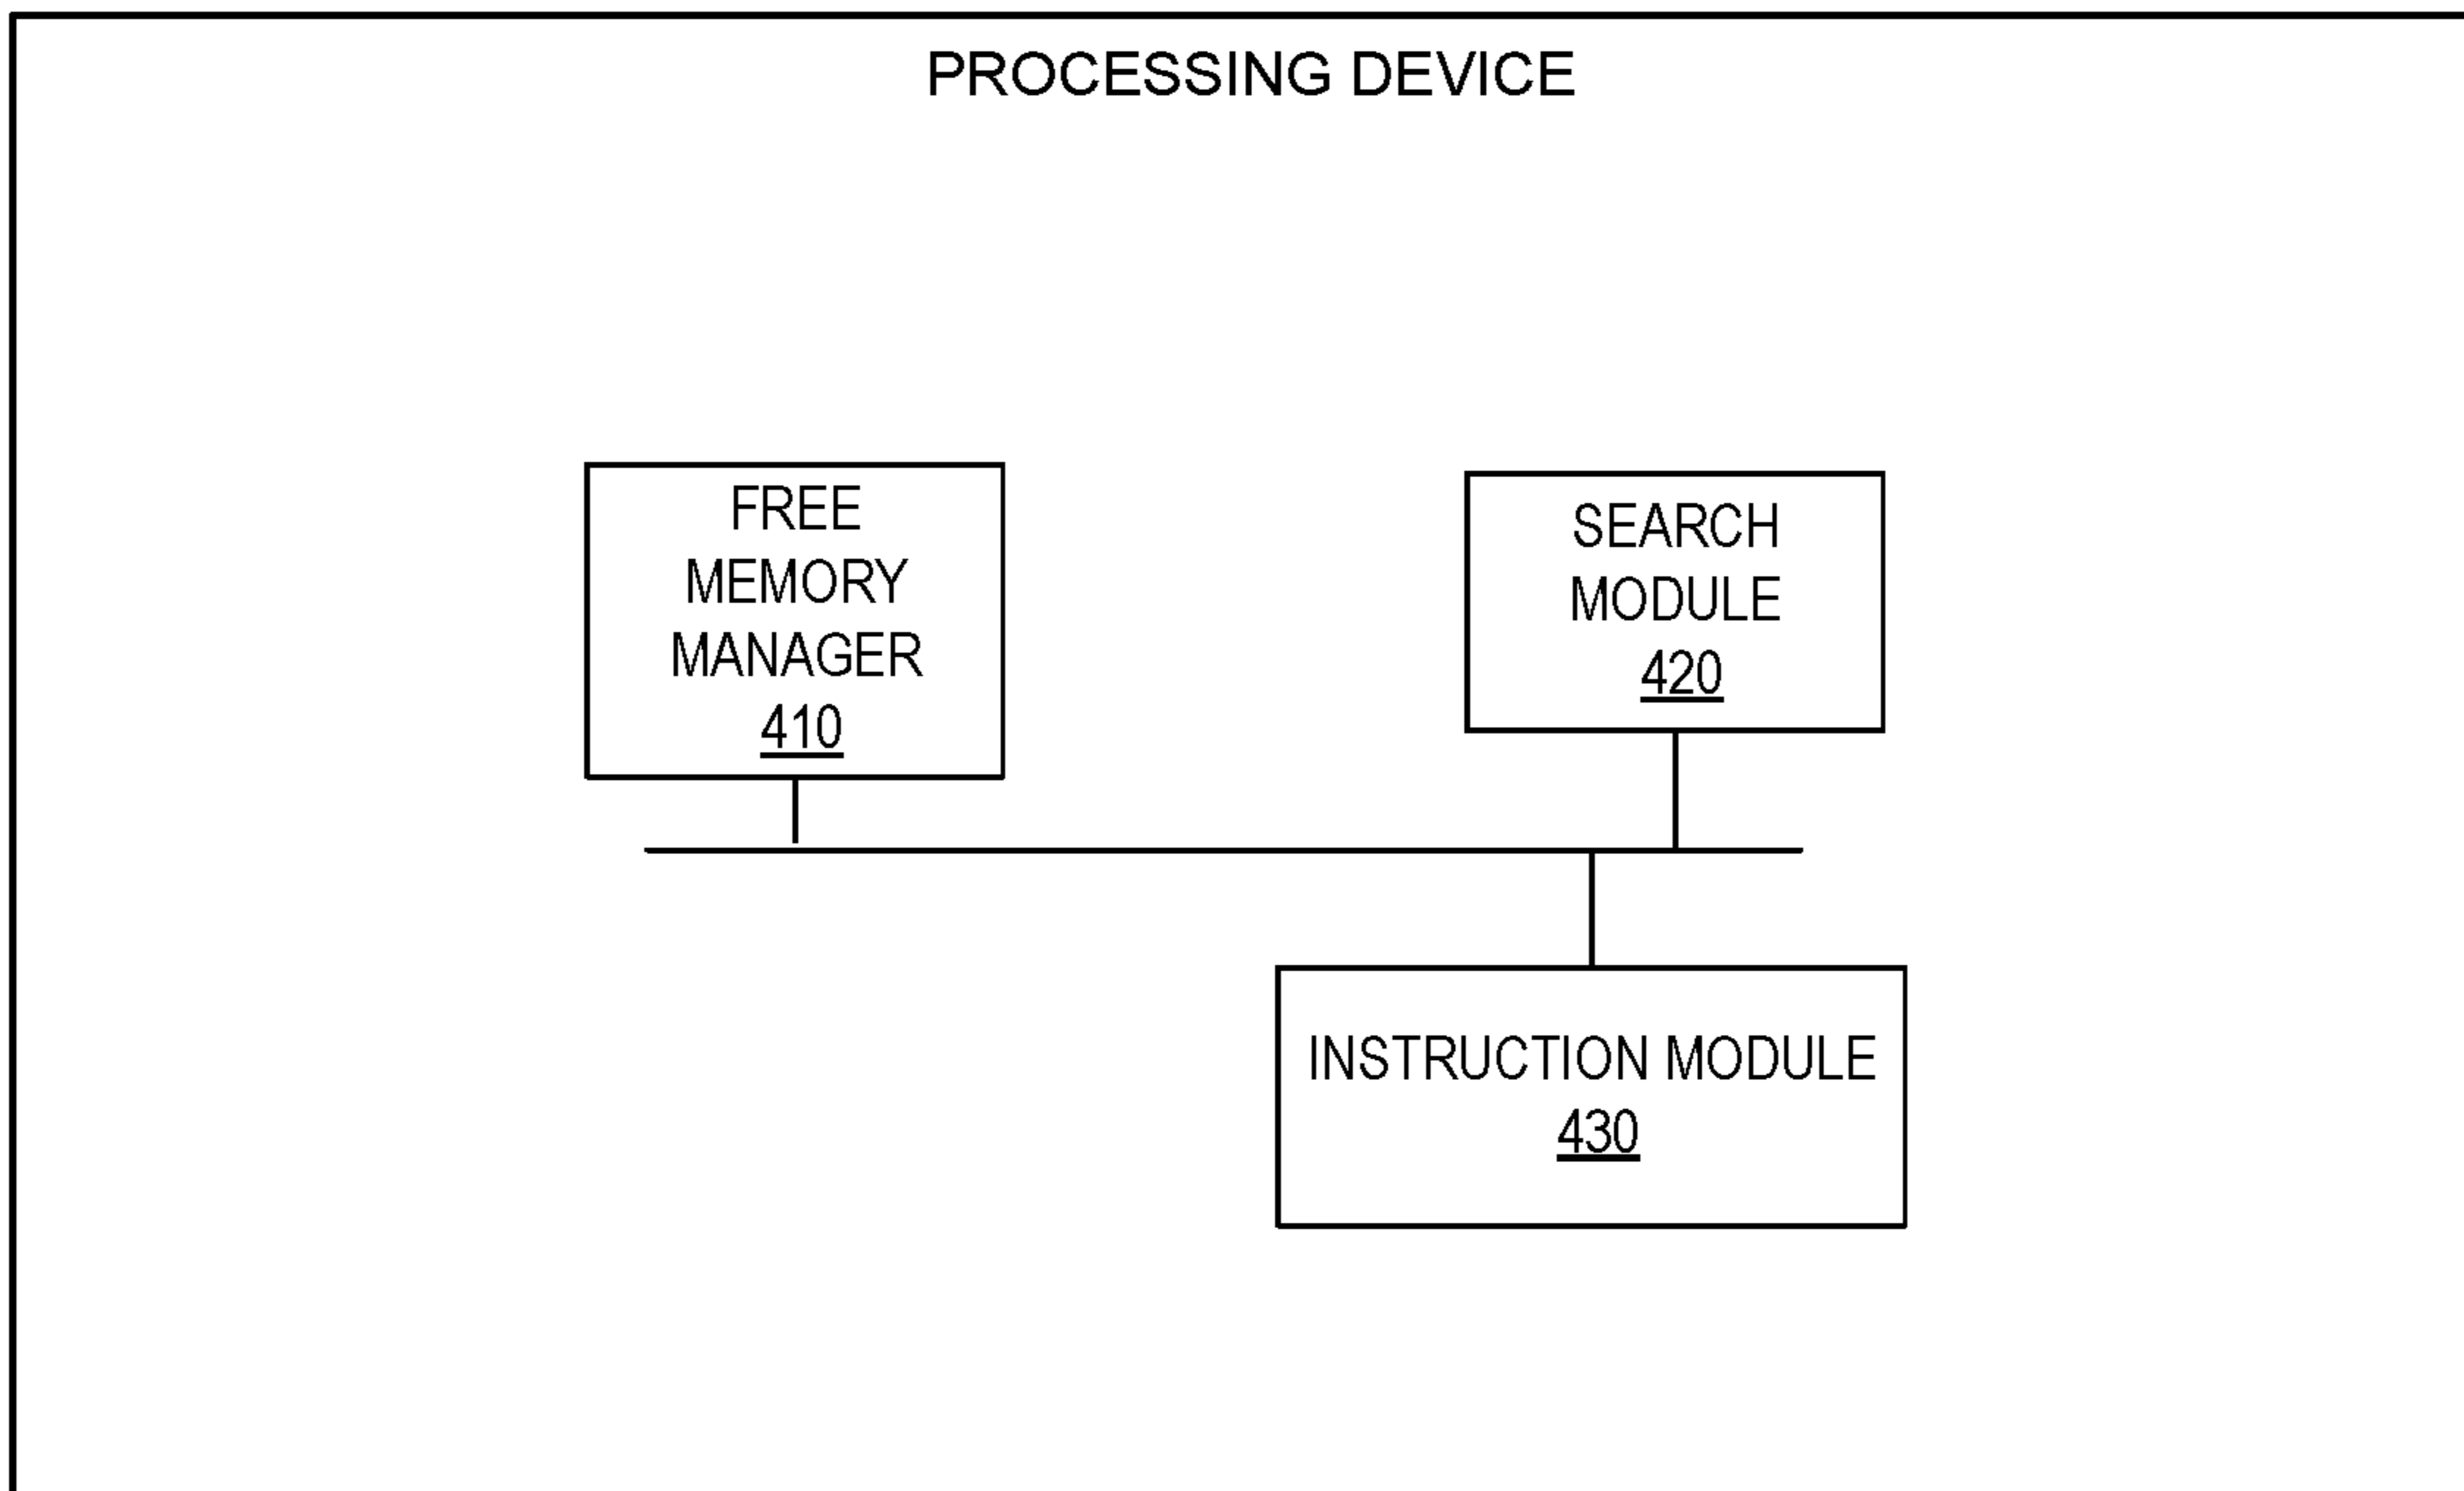 PROCESSING DEVICE
FREE
MEMORY
MANAGER
410
SEARCH
MODULE
420
INSTRUCTION MODULE
430